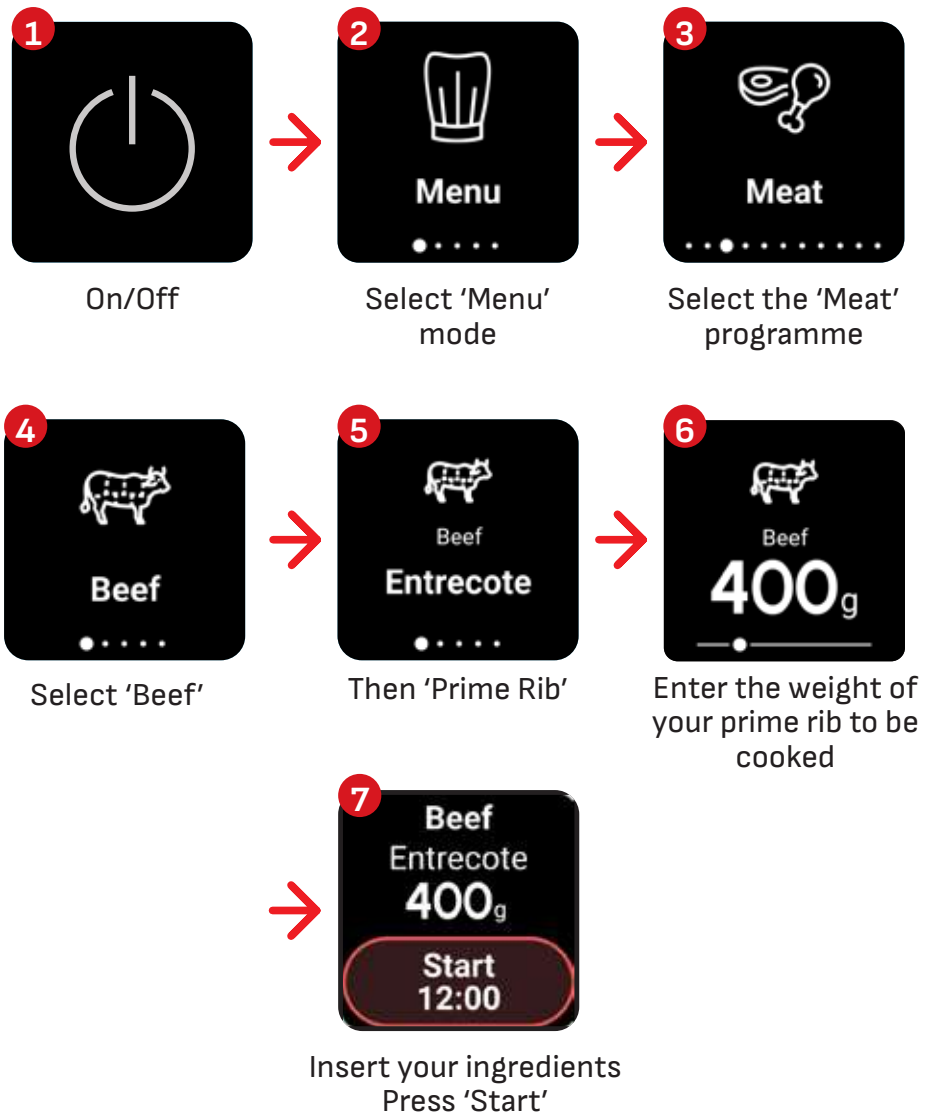 1
On/Off
2
Menu
Select ‘Menu’
mode
3
Meat
Select the ‘Meat’
programme
4
Beef
Select ‘Beef’
5
Beef
Entrecote
Then ‘Prime Rib’
6
Beef
400g
Enter the weight of
your prime rib to be
cooked
7
Beef
Entrecote
400g
Start
12:00
Insert your ingredients
Press ‘Start’